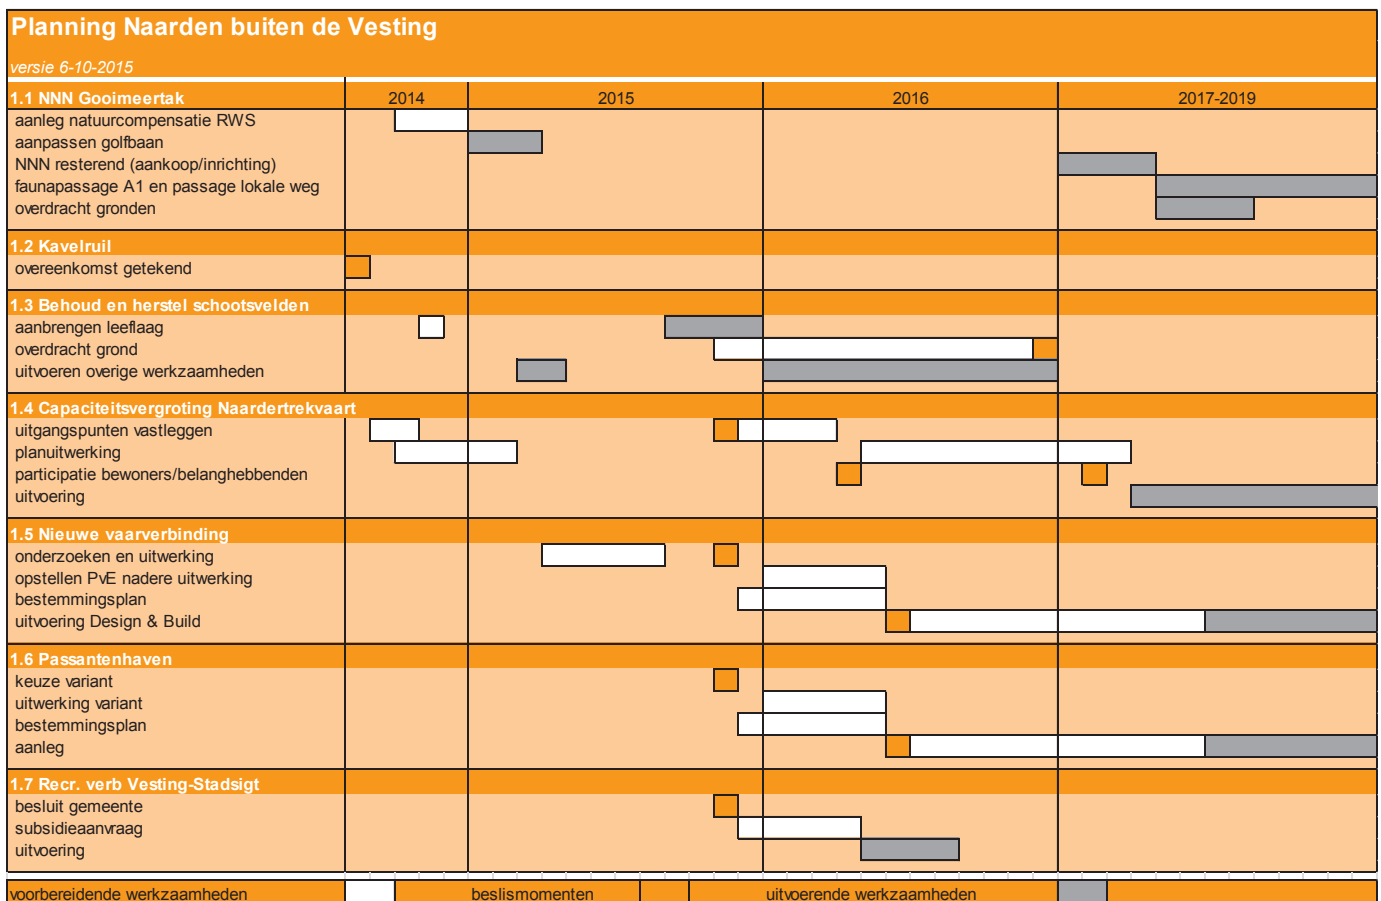 Planning Naarden buiten de Vesting
versie 6-10-2015
1.1 NNN Gooimeertak 2014 2015 2016 2017-2019
aanleg natuurcompensatie RWS
aanpassen golfbaan
NNN resterend (aankoop/inrichting)
faunapassage A1 en passage lokale weg
overdracht gronden
1.2 Kavelruil
overeenkomst getekend
1.3 Behoud en herstel schootsvelden
aanbrengen leeflaag
overdracht grond
uitvoeren overige werkzaamheden
1.4 Capaciteitsvergroting Naardertrekvaart
uitgangspunten vastleggen
planuitwerking
participatie bewoners/belanghebbenden
uitvoering
1.5 Nieuwe vaarverbinding
onderzoeken en uitwerking
opstellen PvE nadere uitwerking
bestemmingsplan
uitvoering Design & Build
1.6 Passantenhaven
keuze variant
uitwerking variant
bestemmingsplan
aanleg
1.7 Recr. verb Vesting-Stadsigt
besluit gemeente
subsidieaanvraag
uitvoering
voorbereidende werkzaamheden beslismomenten uitvoerende werkzaamheden